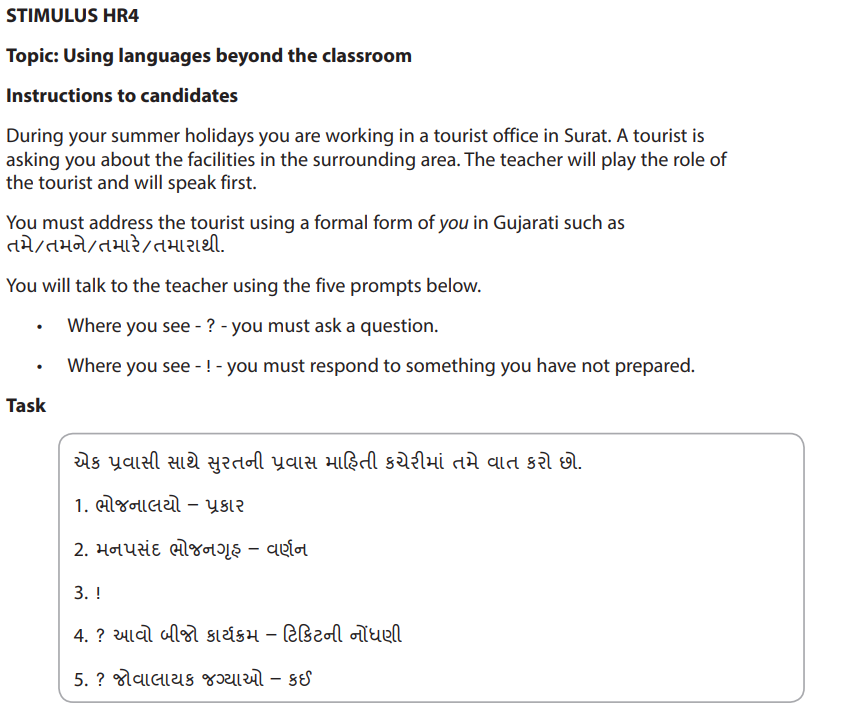 STIMULUS HR4
Topic: Using languages beyond the classroom
Instructions to candidates
During your summer holidays you are working in a tourist office in Surat. A tourist is
asking you about the facilities in the surrounding area. The teacher will play the role of
the tourist and will speak first.
You must address the tourist using a formal form of you in Gujarati such as
તમે/તમને/તમારે/તમારાથી.
You will talk to the teacher using the five prompts below.
• Where you see - ? - you must ask a question.
• Where you see - ! - you must respond to something you have not prepared.
Task
એક પ્રવાસી સાથે સુરતની પ્રવાસ માહિતી કચેરીમાં તમે વાત કરો છો.
1. ભોજનાલયો – પ્રકાર
2. મનપસંદ ભોજનગૃહ – વર્ણન
3. !
4. ? આવો બીજો કાર્યક્રમ – ટિકિટની નોંધણી
5. ? જોવાલાયક જગ્યાઓ – કઈ